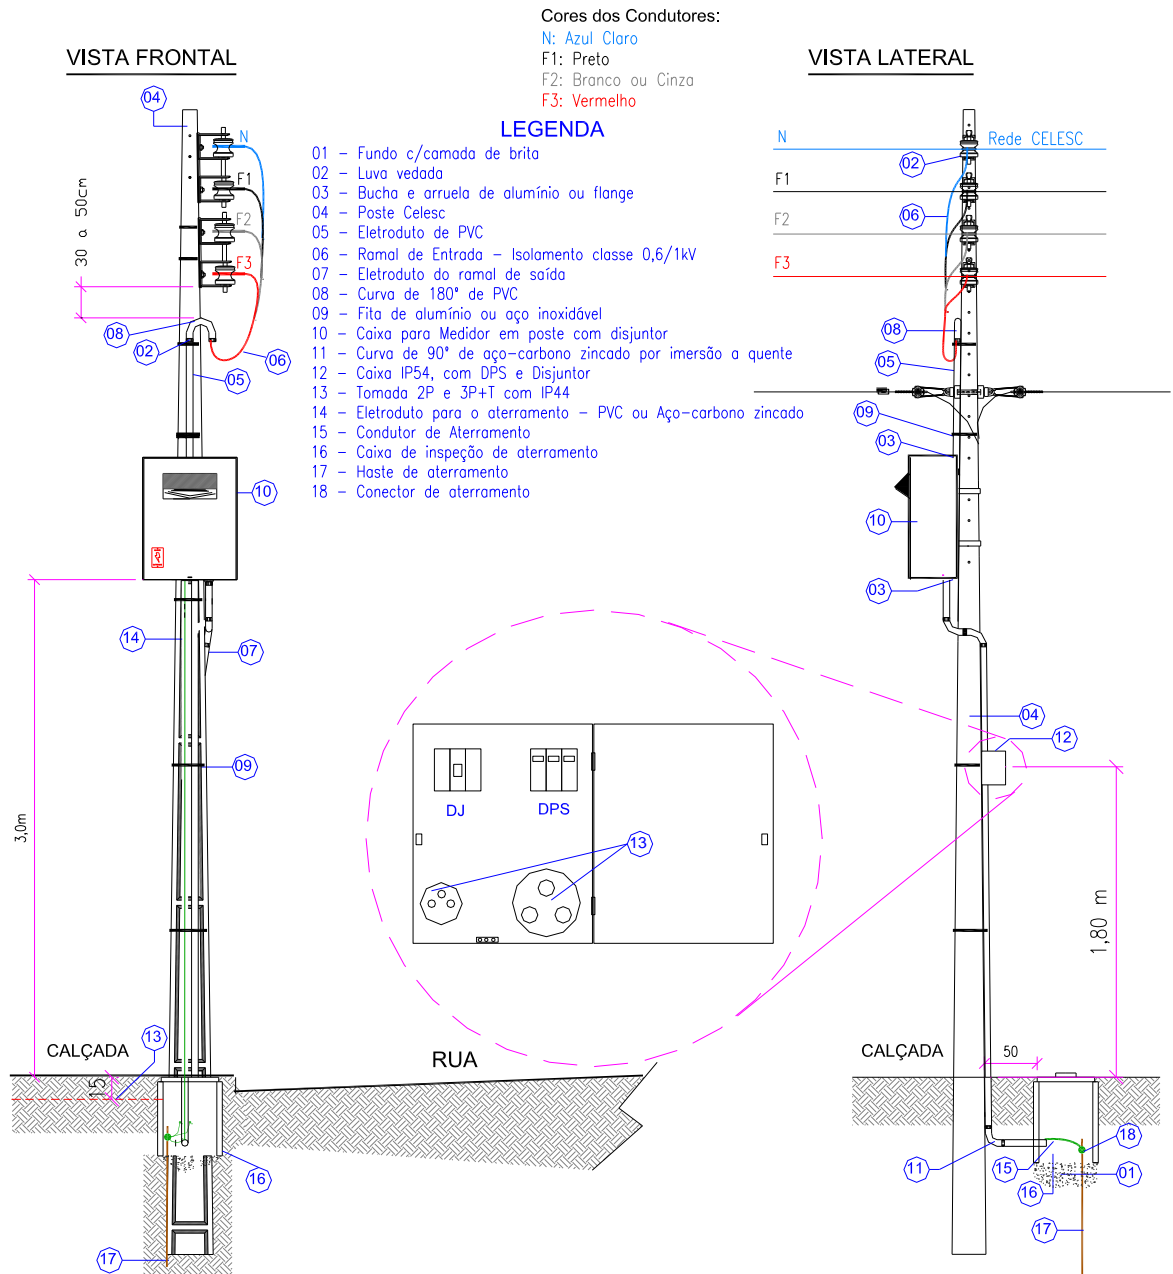 Cores dos Condutores:
N: Azul Claro
F1: Preto
F2: Branco ou Cinza
F3: Vermelho
VISTA FRONTAL
VISTA LATERAL
LEGENDA
01 - Fundo c/camada de brita
02 - Luva vedada
03 - Bucha e arruela de alumínio ou flange
04 - Poste Celesc
05 - Eletroduto de PVC
06 - Ramal de Entrada - Isolamento classe 0,6/1kV
07 - Eletroduto do ramal de saída
08 - Curva de 180° de PVC
09 - Fita de alumínio ou aço inoxidável
10 - Caixa para Medidor em poste com disjuntor
11 - Curva de 90° de aço-carbono zincado por imersão a quente
12 - Caixa IP54, com DPS e Disjuntor
13 - Tomada 2P e 3P+T com IP44
14 - Eletroduto para o aterramento - PVC ou Aço-carbono zincado
15 - Condutor de Aterramento
16 - Caixa de inspeção de aterramento
17 - Haste de aterramento
18 - Conector de aterramento
04
N
F1
F2
F3
30 a 50cm
08
02
06
05
10
14
07
3,0m
09
CALÇADA
13
15
16
17
RUA
DJ
DPS
13
N
Rede CELESC
02
F1
06
F2
F3
08
05
09
03
10
03
04
12
1,80 m
CALÇADA
50
18
11
15
16
01
17